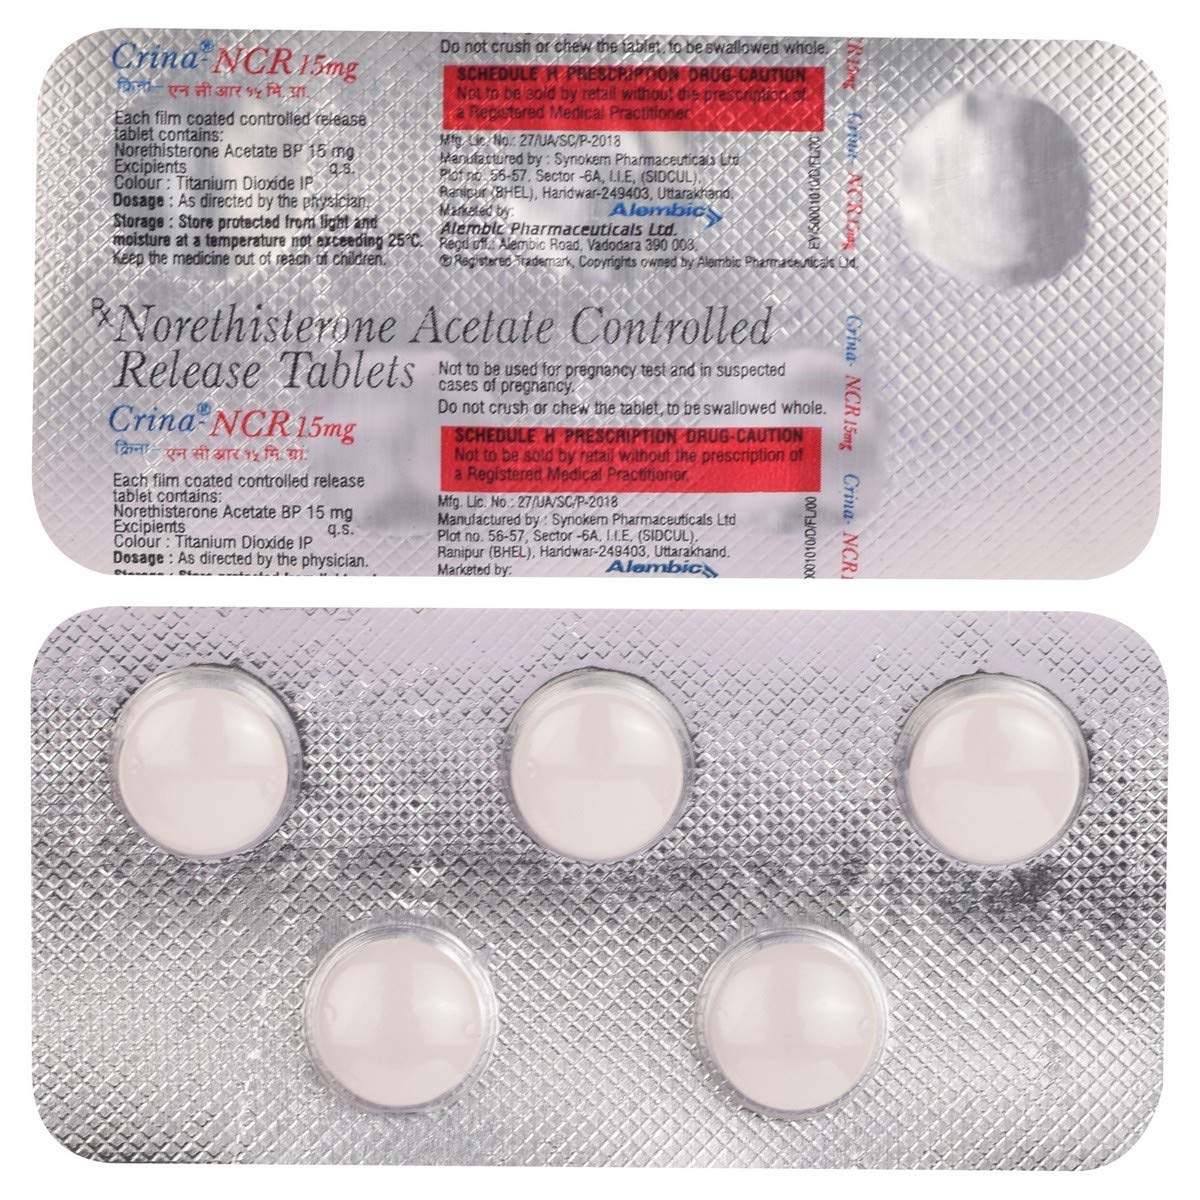 Crina-® NCR 15mg
क्रिना- एन सी आर १५ मि.ग्रा.
Each film coated controlled release
tablet contains:
Norethisterone Acetate BP 15 mg
Excipients q.s.
Colour : Titanium Dioxide IP
Dosage : As directed by the physician.
Storage : Store protected from light and
moisture at a temperature not exceeding 25°C.
Keep the medicine out of reach of children.
Do not crush or chew the tablet, to be swallowed whole.
SCHEDULE H PRESCRIPTION DRUG-CAUTION
Not to be sold by retail without the prescription of
a Registered Medical Practitioner.
Mfg. Lic. No.: 27/UA/SC/P-2018
Manufactured by : Synokem Pharmaceuticals Ltd
Plot no. 56-57, Sector -6A, I.I.E, (SIDCUL).
Ranipur (BHEL), Haridwar-249403, Uttarakhand.
Marketed by: Alembic
Alembic Pharmaceuticals Ltd.
Regd off.: Alembic Road, Vadodara 390 003.
® Registered Trademark, Copyrights owned by Alembic Pharmaceuticals Ltd.
Rx Norethisterone Acetate Controlled
Release Tablets
Not to be used for pregnancy test and in suspected
cases of pregnancy.
Do not crush or chew the tablet, to be swallowed whole.
Crina-® NCR 15mg
क्रिना- एन सी आर १५ मि.ग्रा.
Each film coated controlled release
tablet contains:
Norethisterone Acetate BP 15 mg
Excipients q.s.
Colour : Titanium Dioxide IP
Dosage : As directed by the physician.
SCHEDULE H PRESCRIPTION DRUG-CAUTION
Not to be sold by retail without the prescription of
a Registered Medical Practitioner.
Mfg. Lic. No.: 27/UA/SC/P-2018
Manufactured by : Synokem Pharmaceuticals Ltd
Plot no. 56-57, Sector -6A, I.I.E, (SIDCUL).
Ranipur (BHEL), Haridwar-249403, Uttarakhand.
Marketed by: Alembic
NCR 15mg Crina- NCR 15mg
Crina- NCR 15mg Crina- NCR 1